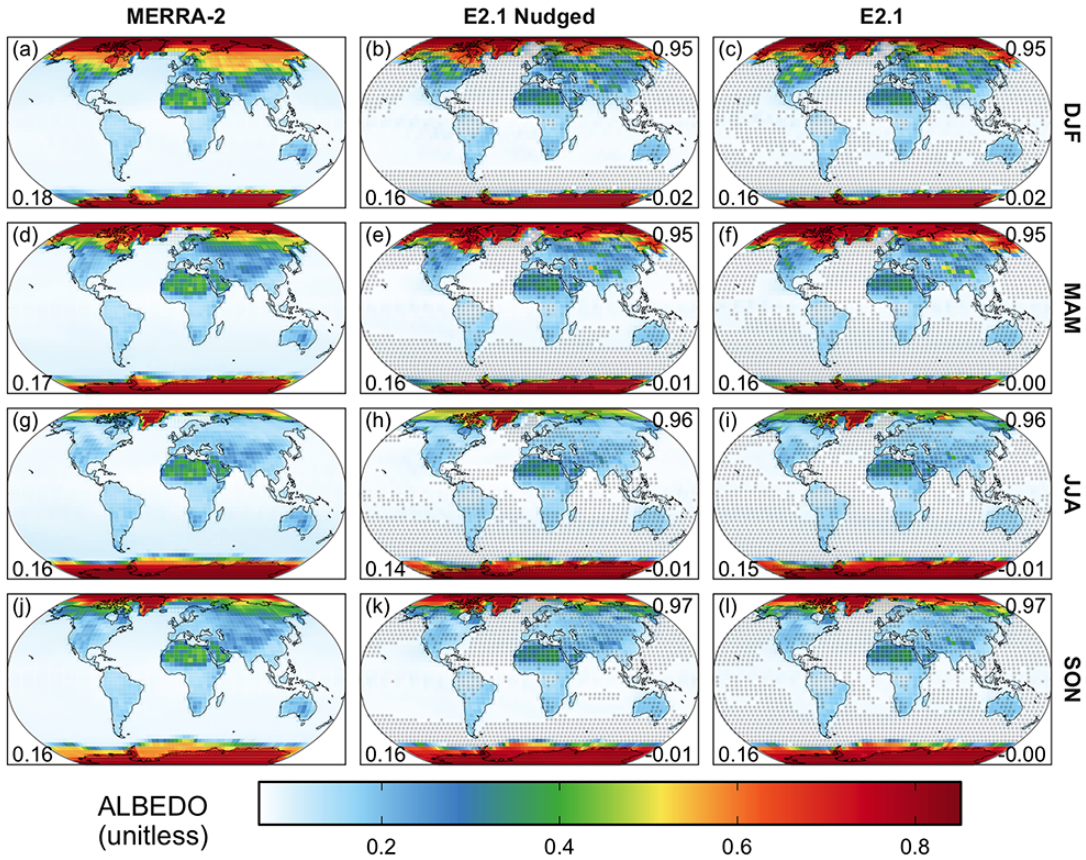 MERRA-2 E2.1 Nudged E2.1
(a) (b) 0.95 (c) 0.95
DJF
0.18 0.16 -0.02 0.16 -0.02
(d) (e) 0.95 (f) 0.95
MAM
0.17 0.16 -0.01 0.16 -0.00
(g) (h) 0.96 (i) 0.96
JJA
0.16 0.14 -0.01 0.15 -0.01
(j) (k) 0.97 (l) 0.97
SON
0.16 0.16 -0.01 0.16 -0.00
ALBEDO
(unitless)
0.2 0.4 0.6 0.8